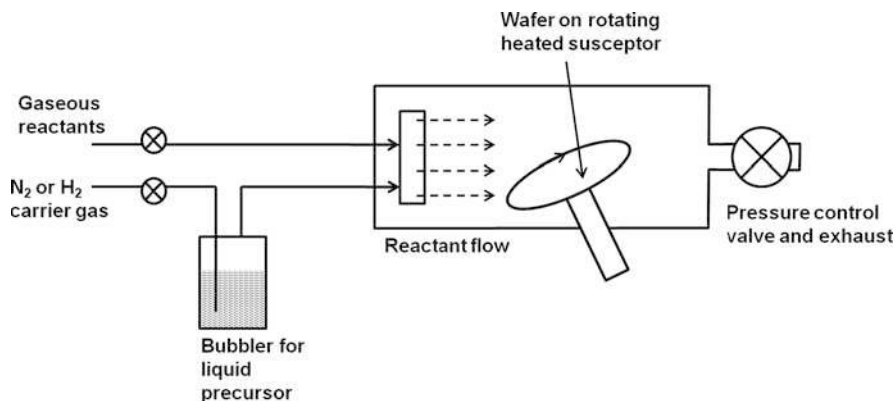 Wafer on rotating
heated susceptor
Gaseous
reactants
N₂ or H₂
carrier gas
Reactant flow
Pressure control
valve and exhaust
Bubbler for
liquid
precursor